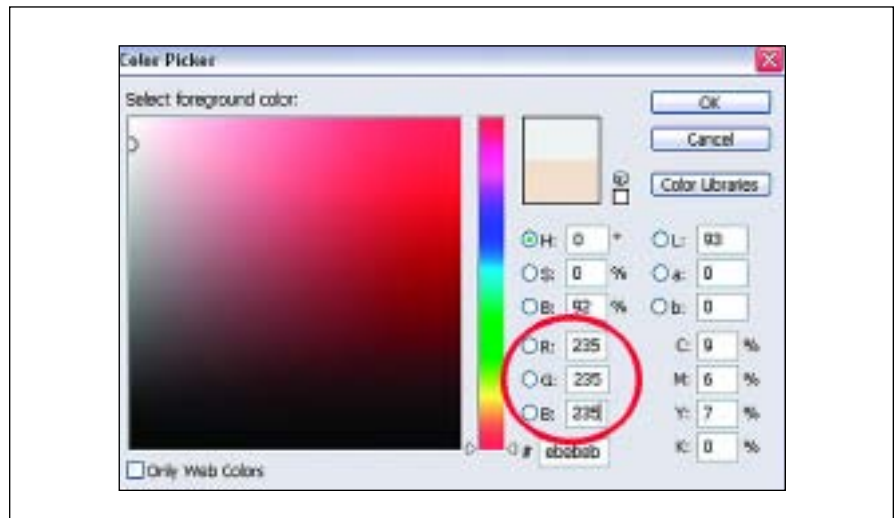 Color Picker
Select foreground color:
OK
Cancel
Color Libraries
H: 0 °
S: 0 %
B: 92 %
R: 235
G: 235
B: 235
# ebebeb
L: 93
a: 0
b: 0
C: 9 %
M: 6 %
Y: 7 %
K: 0 %
Only Web Colors